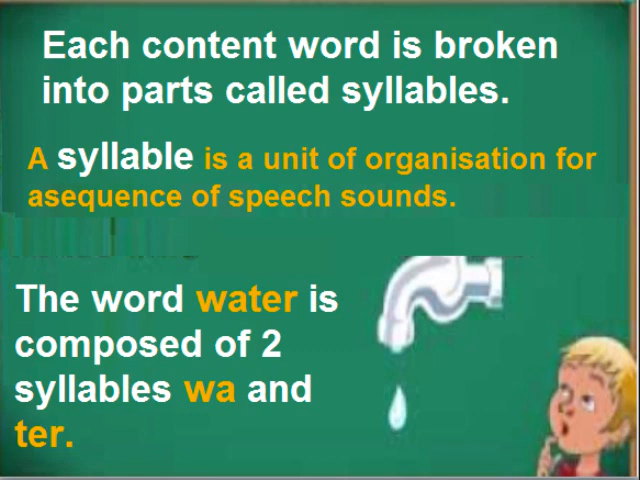 Each content word is broken
into parts called syllables.
A syllable is a unit of organisation for
asequence of speech sounds.
The word water is
composed of 2
syllables wa and
ter.